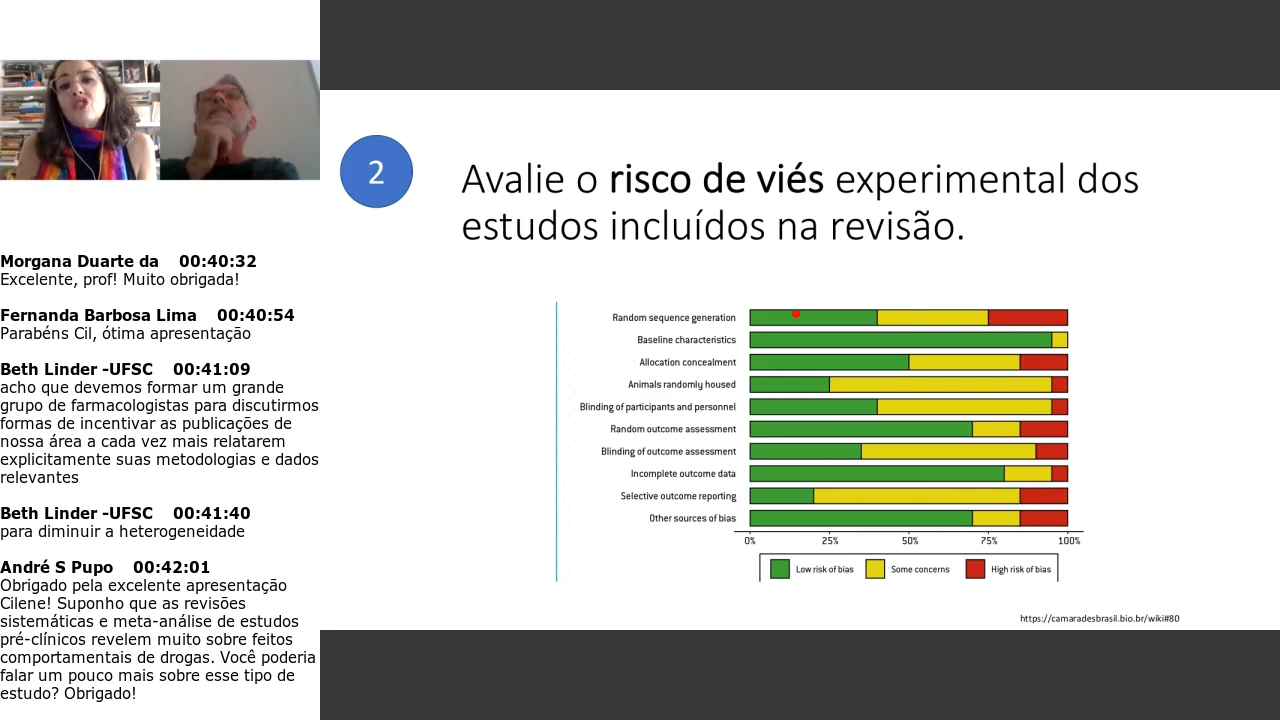 2
Avalie o risco de viés experimental dos
estudos incluídos na revisão.
Random sequence generation
Baseline characteristics
Allocation concealment
Animals randomly housed
Blinding of participants and personnel
Random outcome assessment
Blinding of outcome assessment
Incomplete outcome data
Selective outcome reporting
Other sources of bias
0% 25% 50% 75% 100%
Low risk of bias Some concerns High risk of bias
https://camaradesbrasil.bio.br/wiki#80
Morgana Duarte da 00:40:32
Excelente, prof! Muito obrigada!
Fernanda Barbosa Lima 00:40:54
Parabéns Cil, ótima apresentação
Beth Linder -UFSC 00:41:09
acho que devemos formar um grande
grupo de farmacologistas para discutirmos
formas de incentivar as publicações de
nossa área a cada vez mais relatarem
explicitamente suas metodologias e dados
relevantes
Beth Linder -UFSC 00:41:40
para diminuir a heterogeneidade
André S Pupo 00:42:01
Obrigado pela excelente apresentação
Cilene! Suponho que as revisões
sistemáticas e meta-análise de estudos
pré-clínicos revelem muito sobre feitos
comportamentais de drogas. Você poderia
falar um pouco mais sobre esse tipo de
estudo? Obrigado!